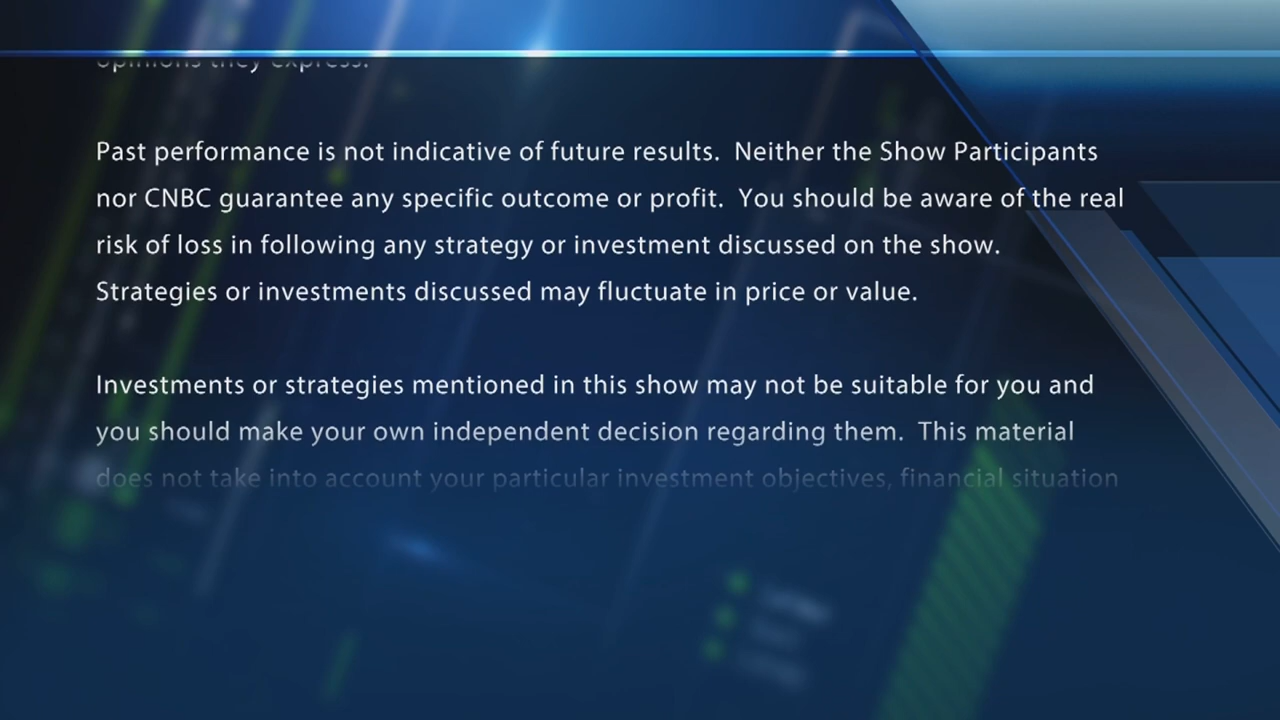 opinions they express.
Past performance is not indicative of future results.  Neither the Show Participants
nor CNBC guarantee any specific outcome or profit.  You should be aware of the real
risk of loss in following any strategy or investment discussed on the show.
Strategies or investments discussed may fluctuate in price or value.
Investments or strategies mentioned in this show may not be suitable for you and
you should make your own independent decision regarding them.  This material
does not take into account your particular investment objectives, financial situation